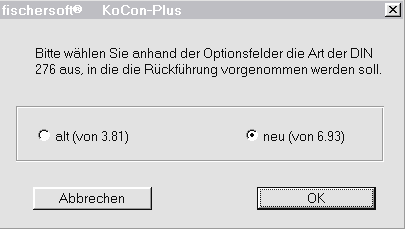 fischersoft® KoCon-Plus
Bitte wählen Sie anhand der Optionsfelder die Art der DIN
276 aus, in die die Rückführung vorgenommen werden soll.
alt (von 3.81) neu (von 6.93)
Abbrechen OK